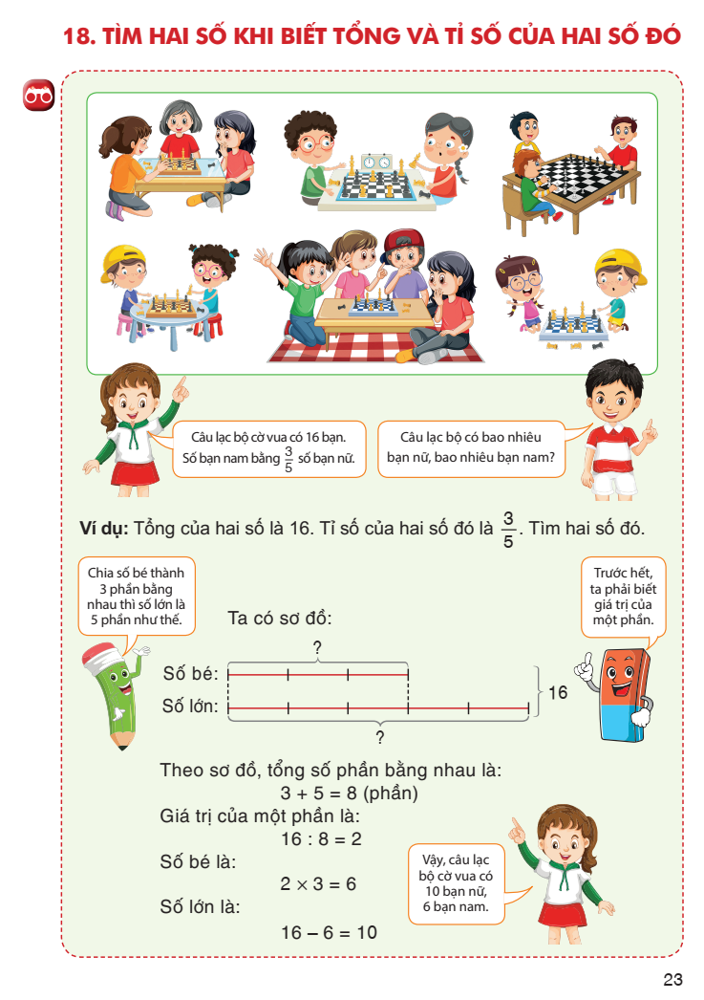 18. TÌM HAI SỐ KHI BIẾT TỔNG VÀ TỈ SỐ CỦA HAI SỐ ĐÓ
Câu lạc bộ cờ vua có 16 bạn.
Số bạn nam bằng 3/5 số bạn nữ.
Câu lạc bộ có bao nhiêu
bạn nữ, bao nhiêu bạn nam?
Ví dụ: Tổng của hai số là 16. Tỉ số của hai số đó là 3/5. Tìm hai số đó.
Chia số bé thành
3 phần bằng
nhau thì số lớn là
5 phần như thế.
Trước hết,
ta phải biết
giá trị của
một phần.
Ta có sơ đồ:
?
Số bé:
Số lớn:
16
?
Theo sơ đồ, tổng số phần bằng nhau là:
3 + 5 = 8 (phần)
Giá trị của một phần là:
16 : 8 = 2
Số bé là:
2 × 3 = 6
Số lớn là:
16 – 6 = 10
Vậy, câu lạc
bộ cờ vua có
10 bạn nữ,
6 bạn nam.
23